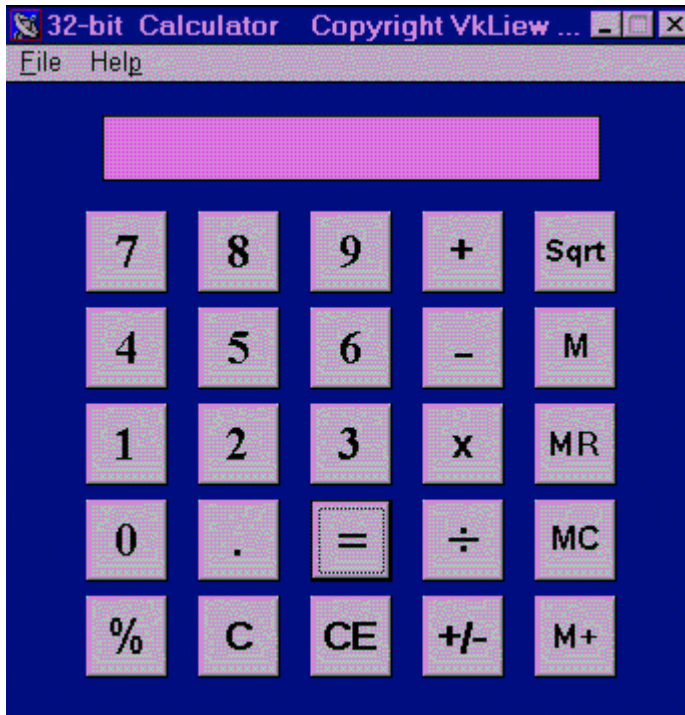 32-bit Calculator Copyright VkLiew ...
File Help
7 8 9 + Sqrt
4 5 6 - M
1 2 3 x MR
0 . = ÷ MC
% C CE +/- M+